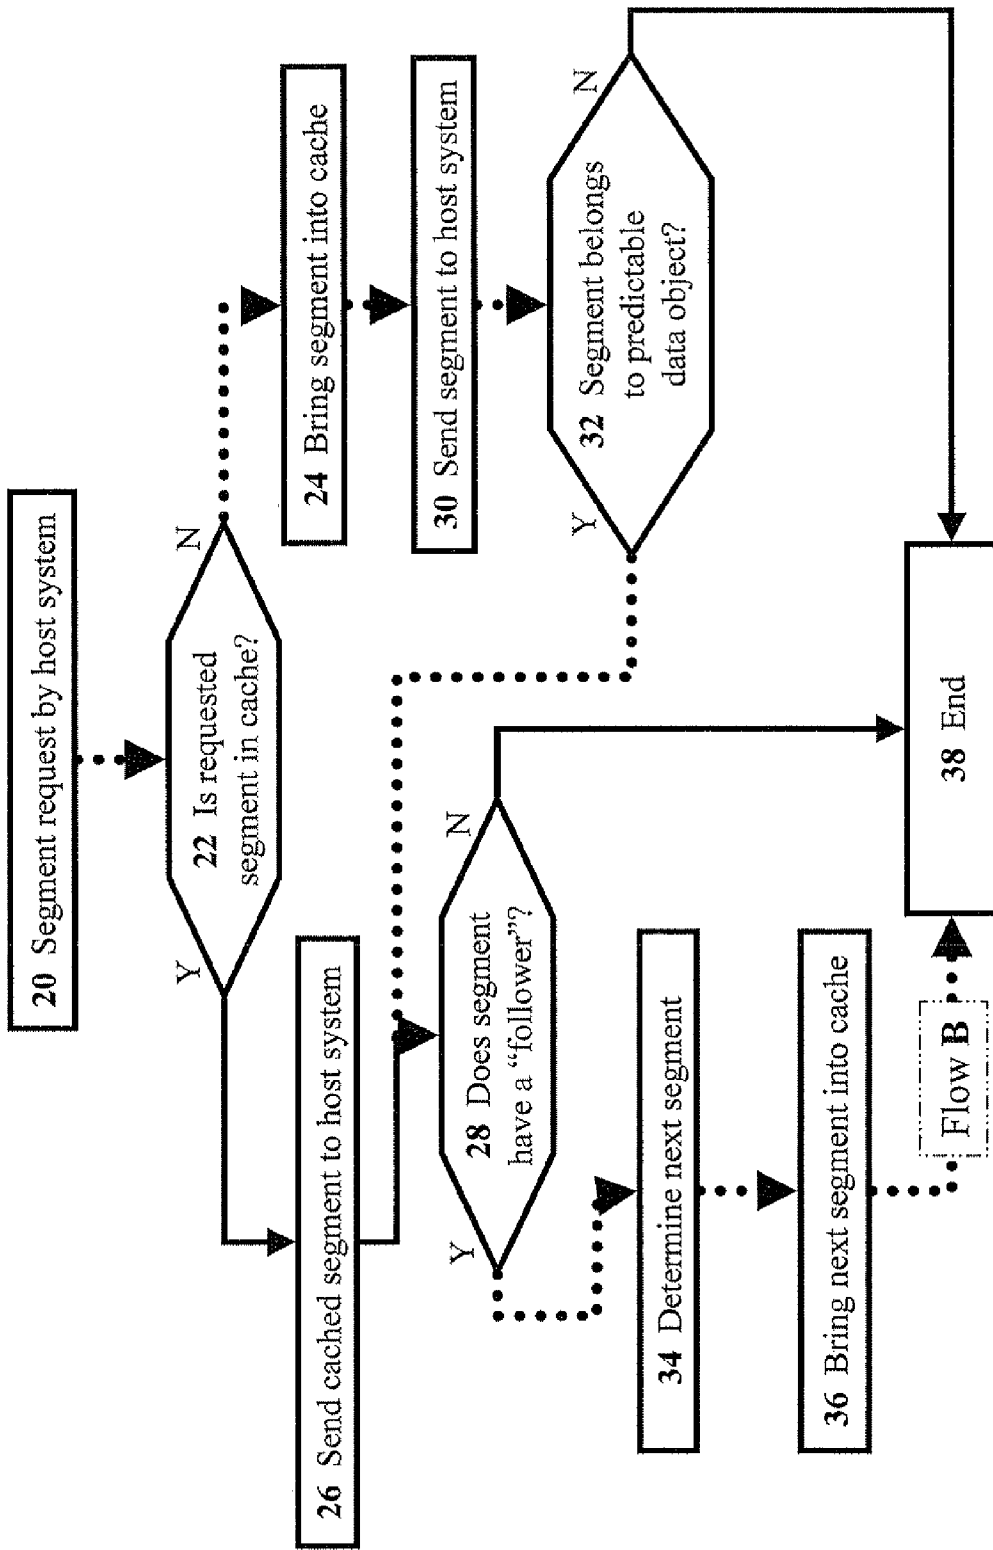 20 Segment request by host system
22 Is requested
segment in cache?
Y
N
24 Bring segment into cache
26 Send cached segment to host system
30 Send segment to host system
28 Does segment
have a “follower”?
Y
N
32 Segment belongs
to predictable
data object?
Y
N
34 Determine next segment
36 Bring next segment into cache
Flow B
38 End